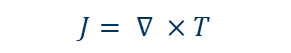 J = ∇ × T